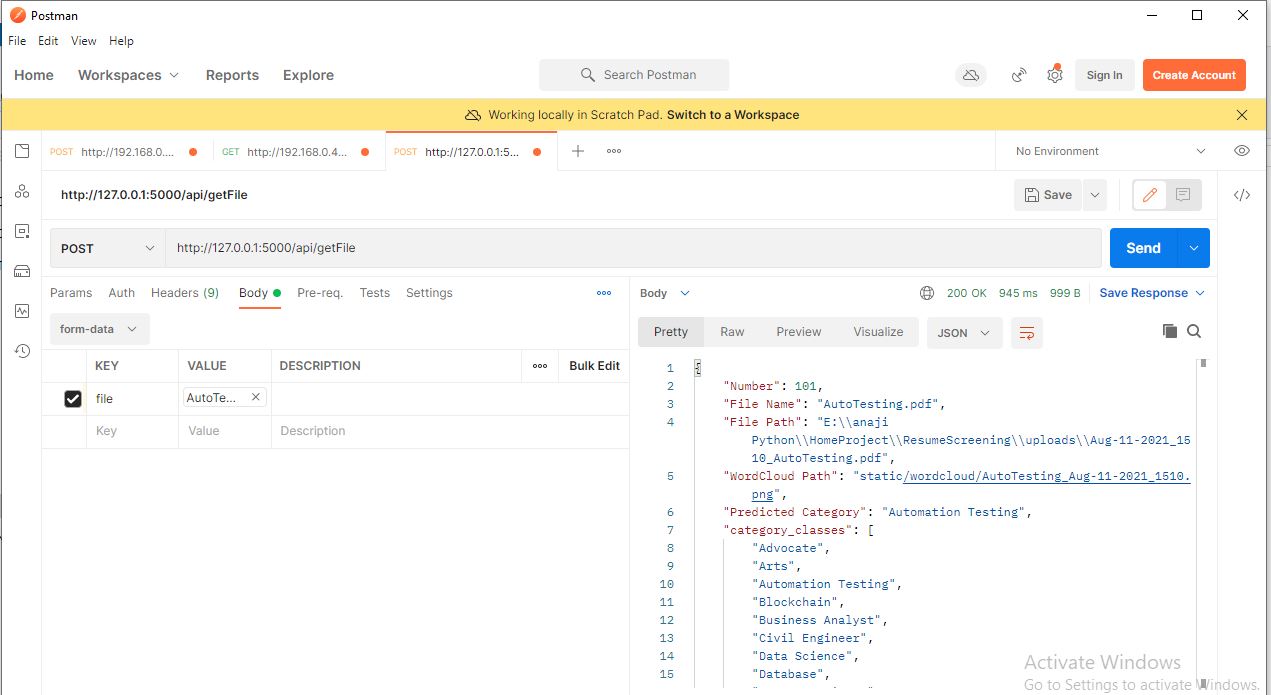 Postman
File Edit View Help
Home Workspaces Reports Explore Search Postman Sign In Create Account
Working locally in Scratch Pad. Switch to a Workspace
POST http://192.168.0.... GET http://192.168.0.4... POST http://127.0.0.1:5... No Environment
http://127.0.0.1:5000/api/getFile Save </>
POST http://127.0.0.1:5000/api/getFile Send
Params Auth Headers (9) Body Pre-req. Tests Settings
form-data
KEY VALUE DESCRIPTION Bulk Edit
file AutoTe...
Key Value Description
Body 200 OK 945 ms 999 B Save Response
Pretty Raw Preview Visualize JSON
1 {
2 "Number": 101,
3 "File Name": "AutoTesting.pdf",
4 "File Path": "E:\\anaji
Python\\HomeProject\\ResumeScreening\\uploads\\Aug-11-2021_15
10_AutoTesting.pdf",
5 "WordCloud Path": "static/wordcloud/AutoTesting_Aug-11-2021_1510.
png",
6 "Predicted Category": "Automation Testing",
7 "category_classes": [
8 "Advocate",
9 "Arts",
10 "Automation Testing",
11 "Blockchain",
12 "Business Analyst",
13 "Civil Engineer",
14 "Data Science",
15 "Database",
Activate Windows
Go to Settings to activate Windows.